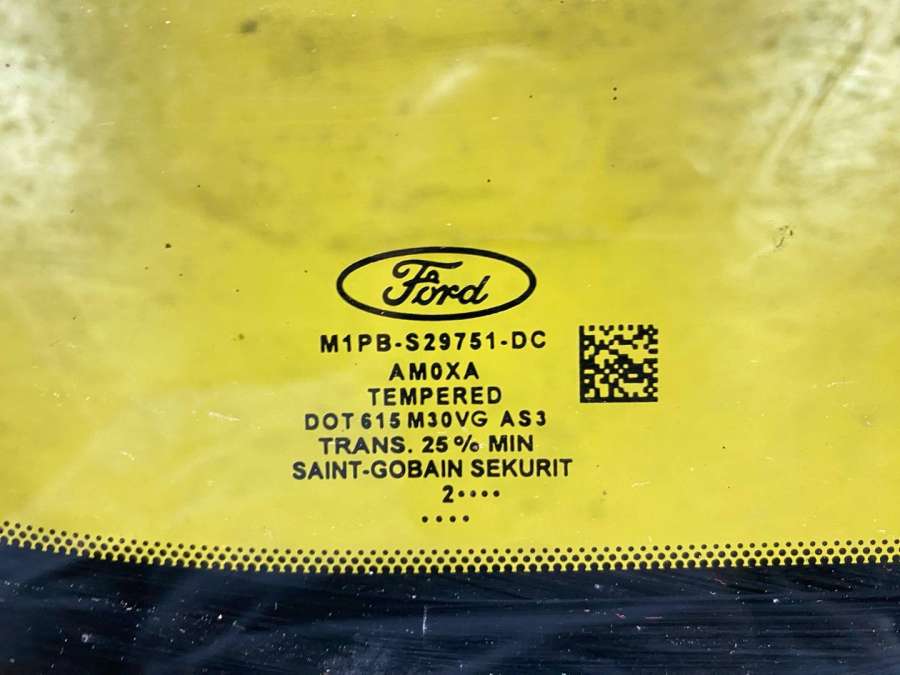 Ford
M1PB-S29751-DC
AM0XA
TEMPERED
DOT 615 M30VG AS3
TRANS. 25% MIN
SAINT-GOBAIN SEKURIT
2••••
••••